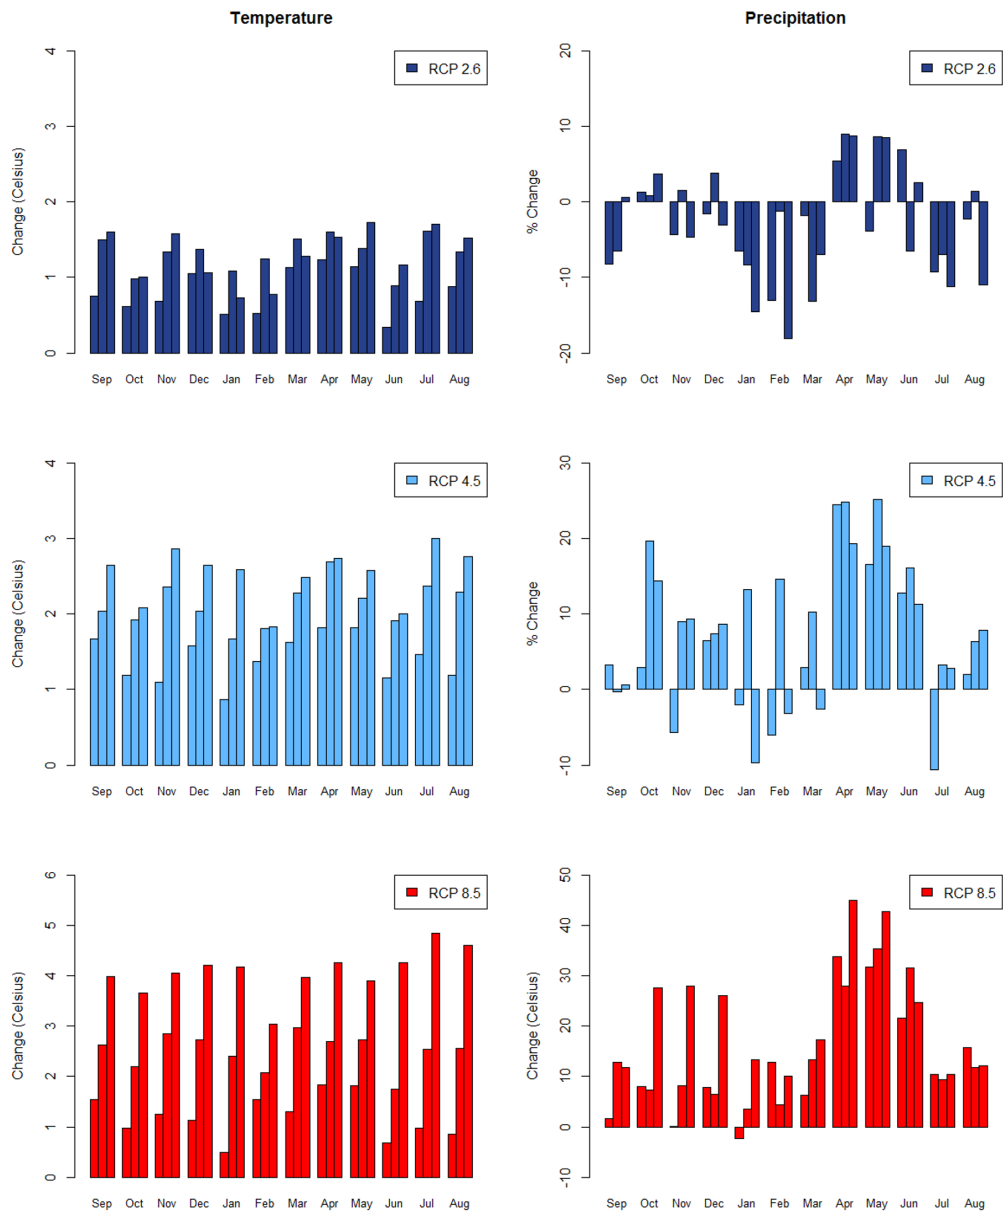 Temperature
Precipitation
4
3
2
1
0
Change (Celsius)
RCP 2.6
Sep Oct Nov Dec Jan Feb Mar Apr May Jun Jul Aug
20
10
0
-10
-20
% Change
RCP 2.6
Sep Oct Nov Dec Jan Feb Mar Apr May Jun Jul Aug
4
3
2
1
0
Change (Celsius)
RCP 4.5
Sep Oct Nov Dec Jan Feb Mar Apr May Jun Jul Aug
30
20
10
0
-10
% Change
RCP 4.5
Sep Oct Nov Dec Jan Feb Mar Apr May Jun Jul Aug
6
5
4
3
2
1
0
Change (Celsius)
RCP 8.5
Sep Oct Nov Dec Jan Feb Mar Apr May Jun Jul Aug
50
40
30
20
10
0
-10
Change (Celsius)
RCP 8.5
Sep Oct Nov Dec Jan Feb Mar Apr May Jun Jul Aug